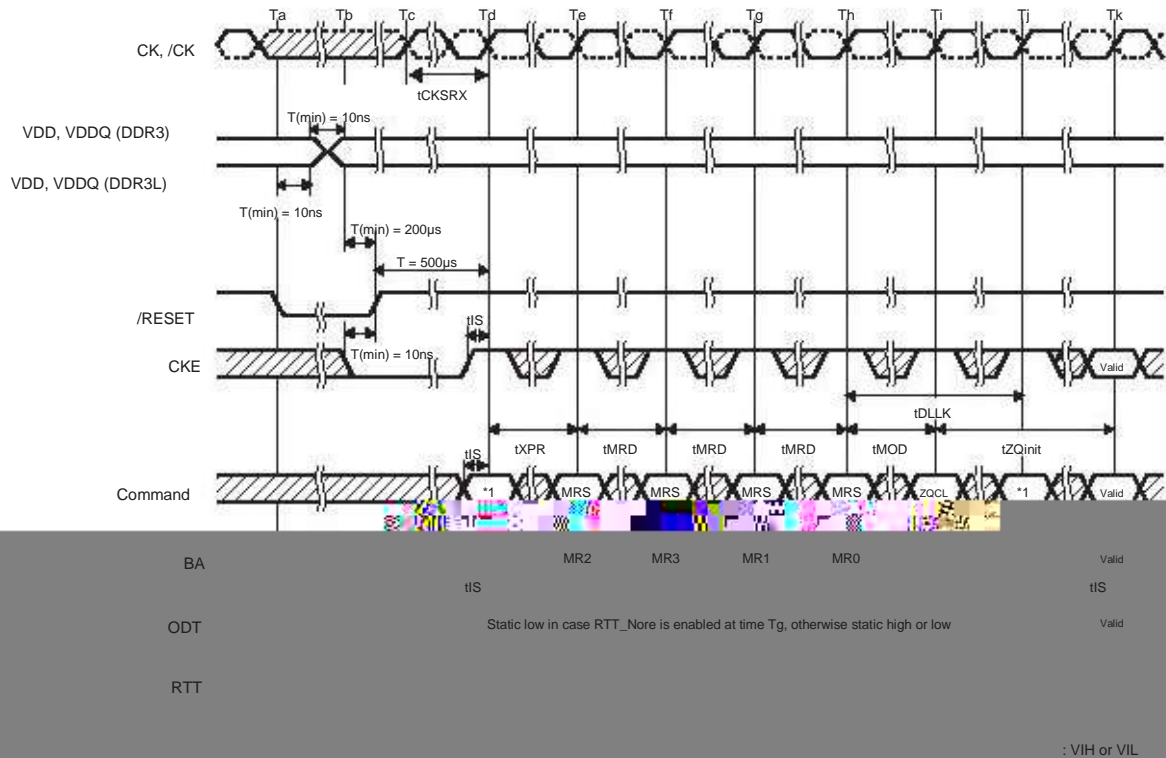 Ta Tb Tc Td Te Tf Tg Th Ti Tj Tk
CK, /CK
tCKSRX
T(min) = 10ns
VDD, VDDQ (DDR3)
VDD, VDDQ (DDR3L)
T(min) = 10ns
T(min) = 200µs
T = 500µs
/RESET
tIS
T(min) = 10ns
CKE
Valid
tDLLK
tXPR tMRD tMRD tMRD tMOD tZQinit
tIS
Command
*1 MRS MRS MRS MRS ZQCL *1 Valid
BA
MR2 MR3 MR1 MR0 Valid
tIS tIS
ODT
Static low in case RTT_Nore is enabled at time Tg, otherwise static high or low Valid
RTT
: VIH or VIL